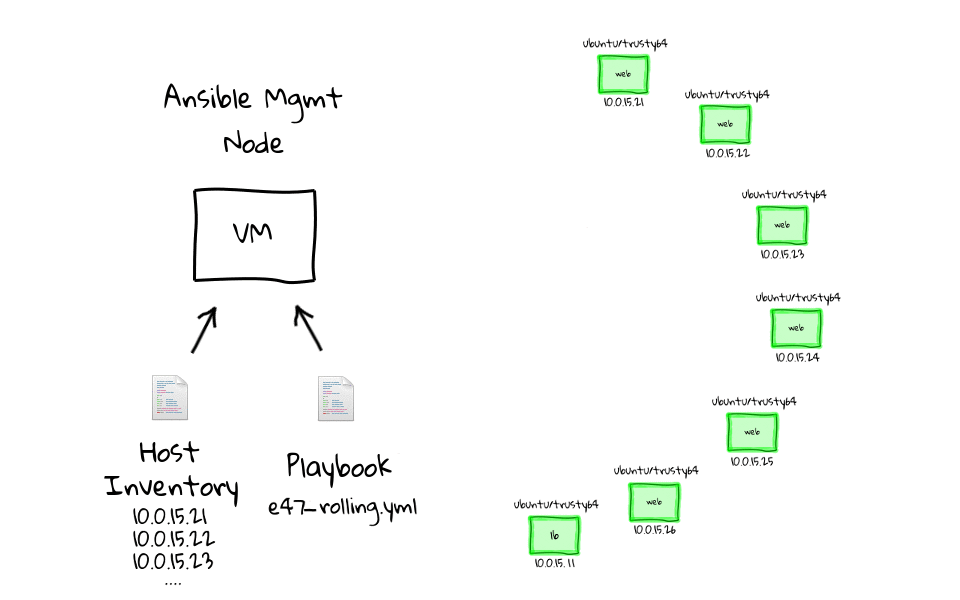 Ansible Mgmt
Node
VM
Host
Inventory
10.0.15.21
10.0.15.22
10.0.15.23
....
Playbook
e47_rolling.yml
ubuntu/trusty64
web
10.0.15.21
ubuntu/trusty64
web
10.0.15.22
ubuntu/trusty64
web
10.0.15.23
ubuntu/trusty64
web
10.0.15.24
ubuntu/trusty64
web
10.0.15.25
ubuntu/trusty64
web
10.0.15.26
ubuntu/trusty64
lb
10.0.15.11